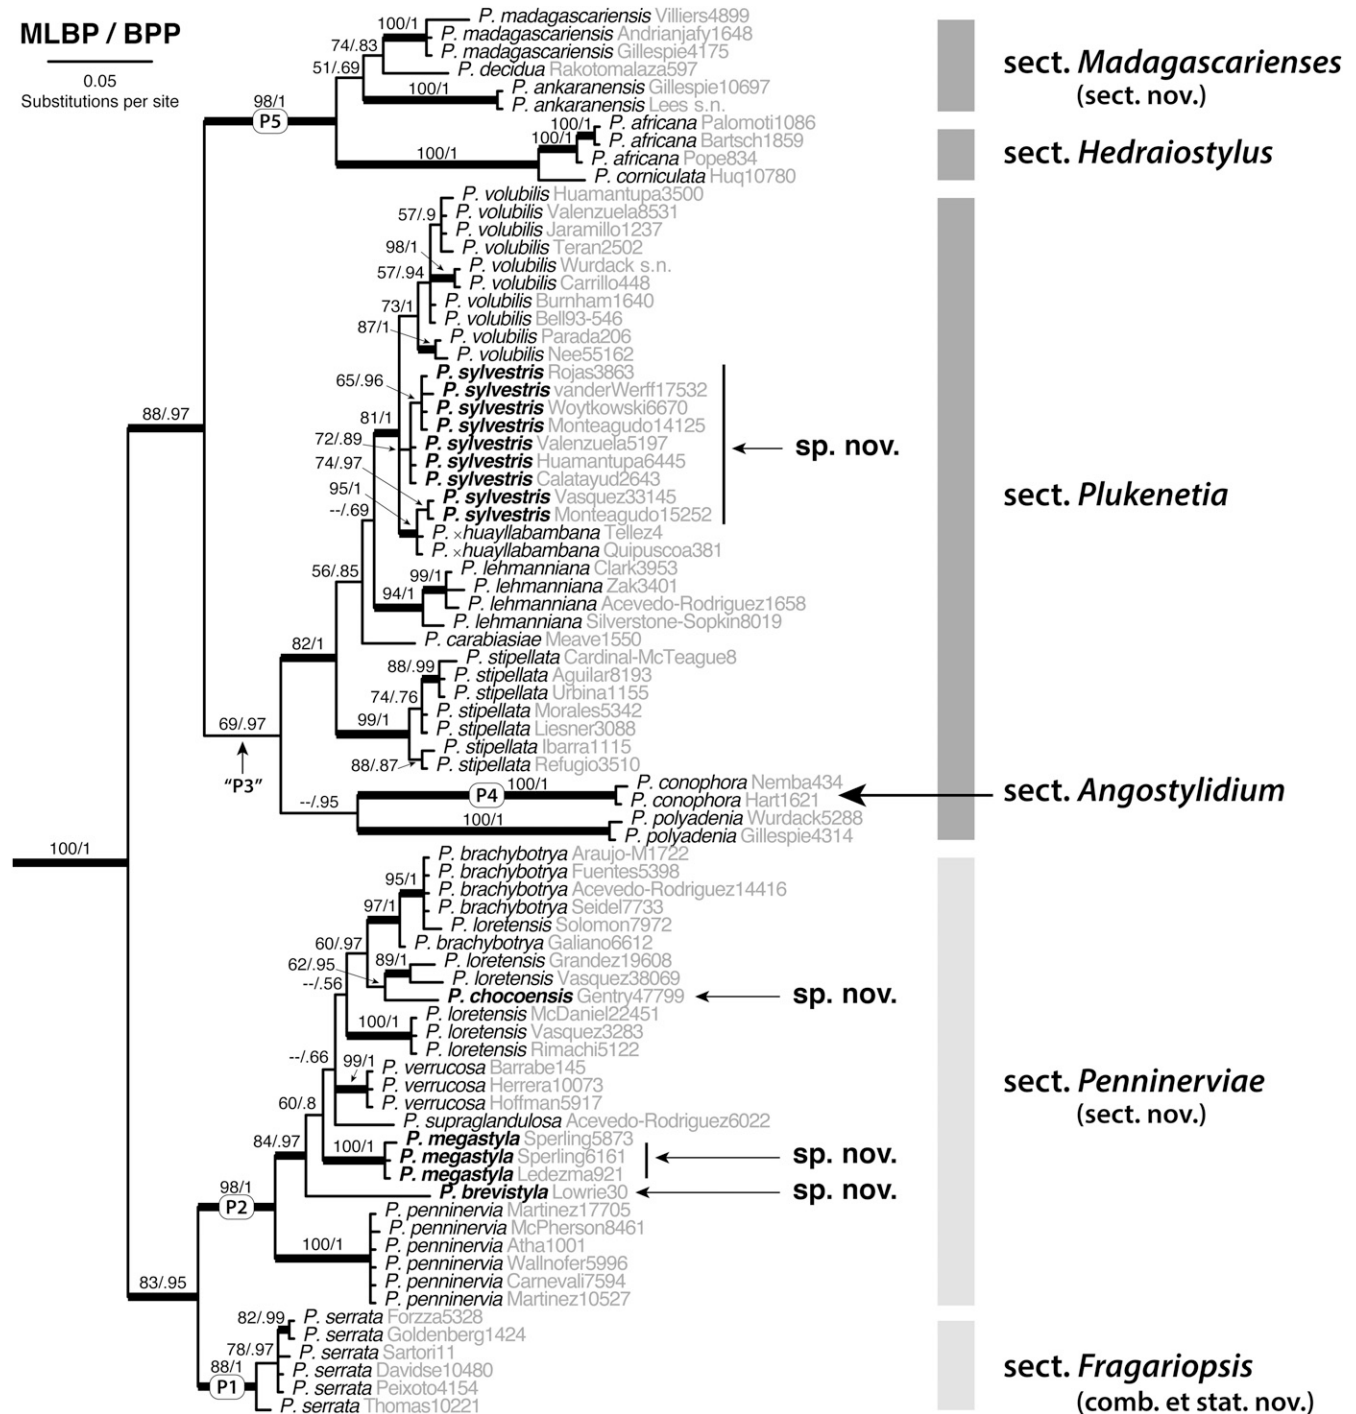 MLBP / BPP
0.05
Substitutions per site
100/1
P. madagascariensis Villiers4899
P. madagascariensis Andrianjafy1648
74/.83
P. madagascariensis Gillespie4175
51/.69
P. decidua Rakotomalaza597
100/1
P. ankaranensis Gillespie10697
P. ankaranensis Lees s.n.
98/1
P5
100/1
P. africana Palomoti1086
100/1
P. africana Bartsch1859
100/1
P. africana Pope834
P. corniculata Huq10780
P. volubilis Huamantupa3500
57/.9
P. volubilis Valenzuela8531
P. volubilis Jaramillo1237
98/1
P. volubilis Teran2502
57/.94
P. volubilis Wurdack s.n.
P. volubilis Carrillo448
73/1
P. volubilis Burnham1640
P. volubilis Bell93-546
87/1
P. volubilis Parada206
P. volubilis Nee55162
65/.96
P. sylvestris Rojas3863
P. sylvestris vanderWerff17532
P. sylvestris Woytkowski6670
81/1
P. sylvestris Monteagudo14125
72/.89
P. sylvestris Valenzuela5197
74/.97
P. sylvestris Huamantupa6445
P. sylvestris Calatayud2643
95/1
P. sylvestris Vasquez33145
--/.69
P. sylvestris Monteagudo15252
P. ×huayllabambana Tellez4
P. ×huayllabambana Quipuscoa381
56/.85
99/1
P. lehmanniana Clark3953
P. lehmanniana Zak3401
94/1
P. lehmanniana Acevedo-Rodriguez1658
P. lehmanniana Silverstone-Sopkin8019
P. carabiasiae Meave1550
88/.97
82/1
88/.99
P. stipellata Cardinal-McTeague8
P. stipellata Aguilar8193
74/.76
P. stipellata Urbina1155
P. stipellata Morales5342
99/1
P. stipellata Liesner3088
P. stipellata Ibarra1115
88/.87
P. stipellata Refugio3510
69/.97
“P3”
--/.95
100/1
P4
P. conophora Nemba434
P. conophora Hart1621
100/1
P. polyadenia Wurdack5288
P. polyadenia Gillespie4314
100/1
P. brachybotrya Araujo-M1722
P. brachybotrya Fuentes5398
95/1
P. brachybotrya Acevedo-Rodriguez14416
97/1
P. brachybotrya Seidel7733
P. loretensis Solomon7972
60/.97
P. brachybotrya Galiano6612
62/.95
89/1
P. loretensis Grandez19608
--/.56
P. loretensis Vasquez38069
P. chocoensis Gentry47799
P. loretensis McDaniel22451
100/1
P. loretensis Vasquez3283
P. loretensis Rimachi5122
--/.66
99/1
P. verrucosa Barrabe145
P. verrucosa Herrera10073
60/.8
P. verrucosa Hoffman5917
P. supraglandulosa Acevedo-Rodriguez6022
84/.97
100/1
P. megastyla Sperling5873
P. megastyla Sperling6161
P. megastyla Ledezma921
98/1
P2
P. brevistyla Lowrie30
P. penninervia Martinez17705
P. penninervia McPherson8461
100/1
P. penninervia Atha1001
P. penninervia Wallnofer5996
83/.95
P. penninervia Carnevali7594
P. penninervia Martinez10527
82/.99
P. serrata Forzza5328
P. serrata Goldenberg1424
78/.97
P. serrata Sartori11
88/1
P1
P. serrata Davidse10480
P. serrata Peixoto4154
P. serrata Thomas10221
sp. nov.
sp. nov.
sp. nov.
sp. nov.
sect. Madagascarienses
(sect. nov.)
sect. Hedraiostylus
sect. Plukenetia
sect. Angostylidium
sect. Penninerviae
(sect. nov.)
sect. Fragariopsis
(comb. et stat. nov.)